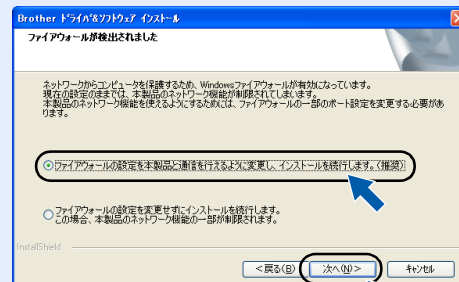 Brother ﾄﾞﾗｲﾊﾞ&ｿﾌﾄｳｪｱ ｲﾝｽﾄｰﾙ
ファイアウォールが検出されました
ネットワークからコンピュータを保護するため、Windowsファイアウォールが有効になっています。
現在の設定のままでは、本製品のネットワーク機能が制限されてしまいます。
本製品のネットワーク機能を使えるようにするためには、ファイアウォールの一部のポート設定を変更する必要があ
ります。
ファイアウォールの設定を本製品と通信を行えるように変更し、インストールを続行します。(推奨)
ファイアウォールの設定を変更せずにインストールを続行します。
この場合、本製品のネットワーク機能の一部が制限されます。
InstallShield
<戻る(B)
次へ(N)>
ｷｬﾝｾﾙ